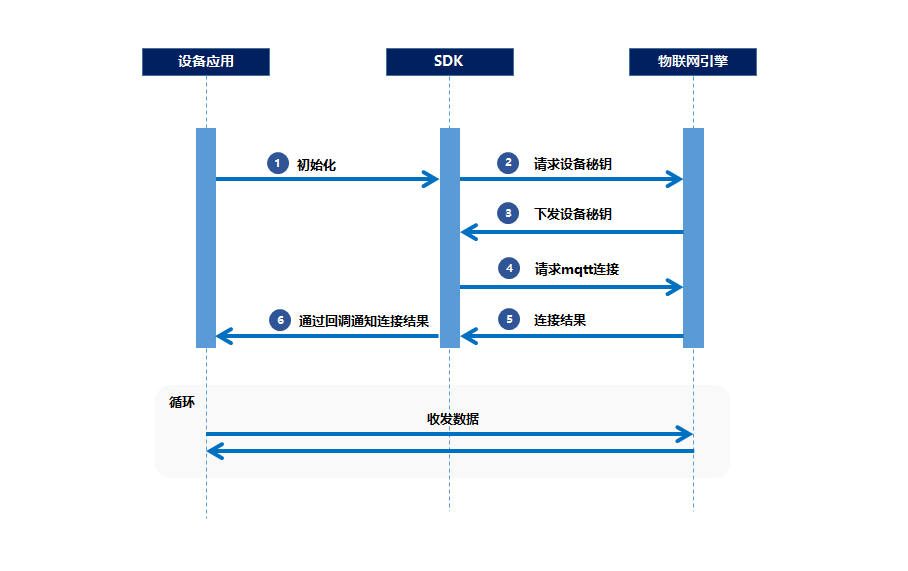 设备应用
SDK
物联网引擎
1 初始化
2 请求设备秘钥
3 下发设备秘钥
4 请求mqtt连接
6 通过回调通知连接结果
5 连接结果
循环
收发数据